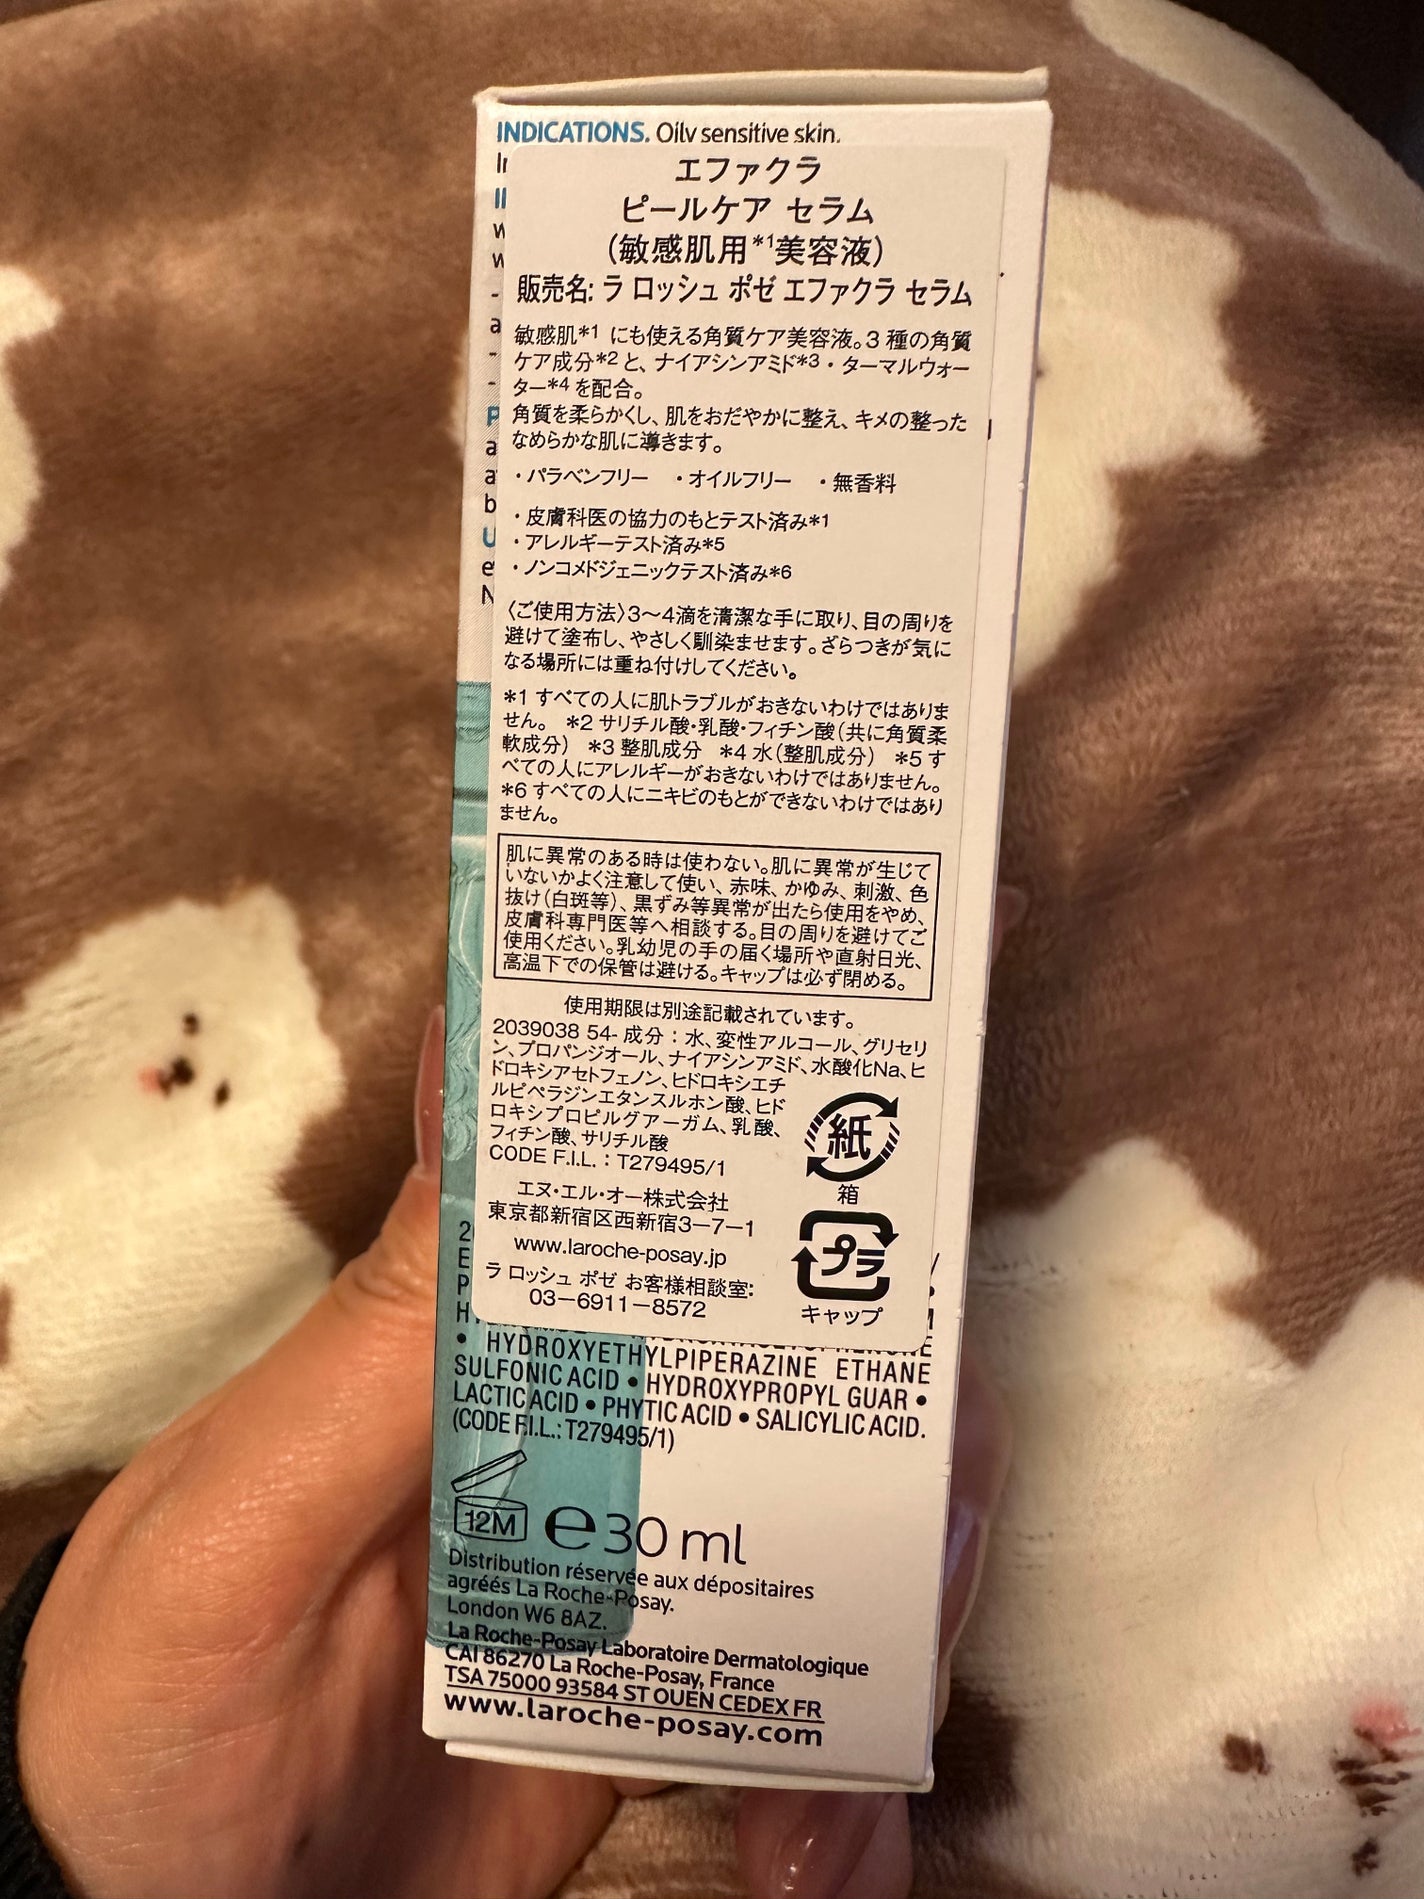 INDICATIONS. Oily sensitive skin.
エファクラ
ピールケア セラム
(敏感肌用*1美容液)
販売名: ラ ロッシュ ポゼ エファクラ セラム
敏感肌*1 にも使える角質ケア美容液。3 種の角質
ケア成分*2と、ナイアシンアミド*3・ターマルウォー
ター*4を配合。
角質を柔らかくし、肌をおだやかに整え、キメの整った
なめらかな肌に導きます。
・パラベンフリー ・オイルフリー ・無香料
・皮膚科医の協力のもとテスト済み*1
・アレルギーテスト済み*5
・ノンコメドジェニックテスト済み*6
〈ご使用方法〉3〜4滴を清潔な手に取り、目の周りを
避けて塗布し、やさしく馴染ませます。ざらつきが気に
なる場所には重ね付けしてください。
*1 すべての人に肌トラブルがおきないわけではありま
せん。 *2 サリチル酸・乳酸・フィチン酸(共に角質柔
軟成分) *3 整肌成分 *4 水(整肌成分) *5 す
べての人にアレルギーがおきないわけではありません。
*6 すべての人にニキビのもとができないわけではあり
ません。
肌に異常のある時は使わない。肌に異常が生じて
いないかよく注意して使い、赤味、かゆみ、刺激、色
抜け(白斑等)、黒ずみ等異常が出たら使用をやめ、
皮膚科専門医等へ相談する。目の周りを避けてご
使用ください。乳幼児の手の届く場所や直射日光、
高温下での保管は避ける。キャップは必ず閉める。
使用期限は別途記載されています。
2039038 54- 成分：水、変性アルコール、グリセリ
ン、プロパンジオール、ナイアシンアミド、水酸化Na、ヒ
ドロキシアセトフェノン、ヒドロキシエチ
ルピペラジンエタンスルホン酸、ヒド
ロキシプロピルグアーガム、乳酸、
フィチン酸、サリチル酸
CODE F.I.L.：T279495/1
紙
箱
エヌ・エル・オー株式会社
東京都新宿区西新宿3-7-1
www.laroche-posay.jp
ラ ロッシュ ポゼ お客様相談室:
03-6911-8572
プラ
キャップ
• HYDROXYETHYLPIPERAZINE ETHANE
SULFONIC ACID • HYDROXYPROPYL GUAR •
LACTIC ACID • PHYTIC ACID • SALICYLIC ACID.
(CODE F.I.L.: T279495/1)
12M e 30 ml
Distribution réservée aux dépositaires
agréés La Roche-Posay.
London W6 8AZ.
La Roche-Posay Laboratoire Dermatologique
CAI 86270 La Roche-Posay, France
TSA 75000 93584 ST OUEN CEDEX FR
www.laroche-posay.com